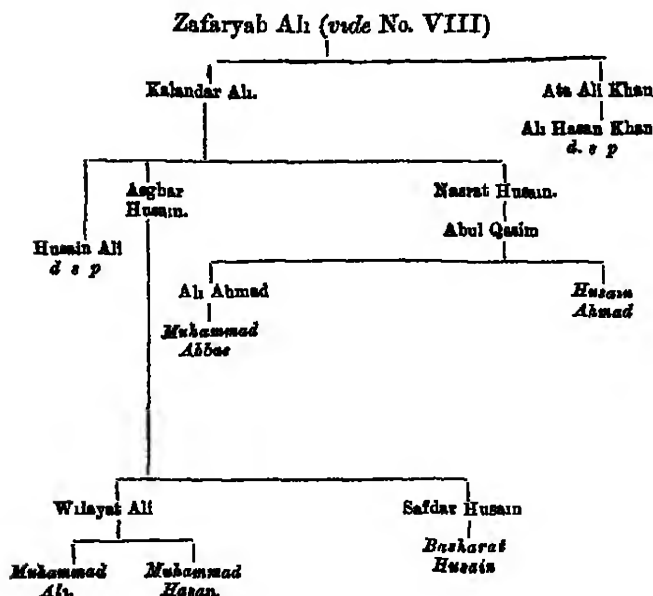 Zafaryab Ali (vide No. VIII)
Kalandar Ali.
Ata Ali Khan
Ali Hasan Khan
d. s p
Asghar
Husain.
Nasrat Husain.
Husain Ali
d s p
Abul Qasim
Ali Ahmad
Husain
Ahmad
Muhammad
Abbas
Wilayat Ali
Safdar Husain
Basharat
Husain
Muhammad
Ali.
Muhammad
Hasan.